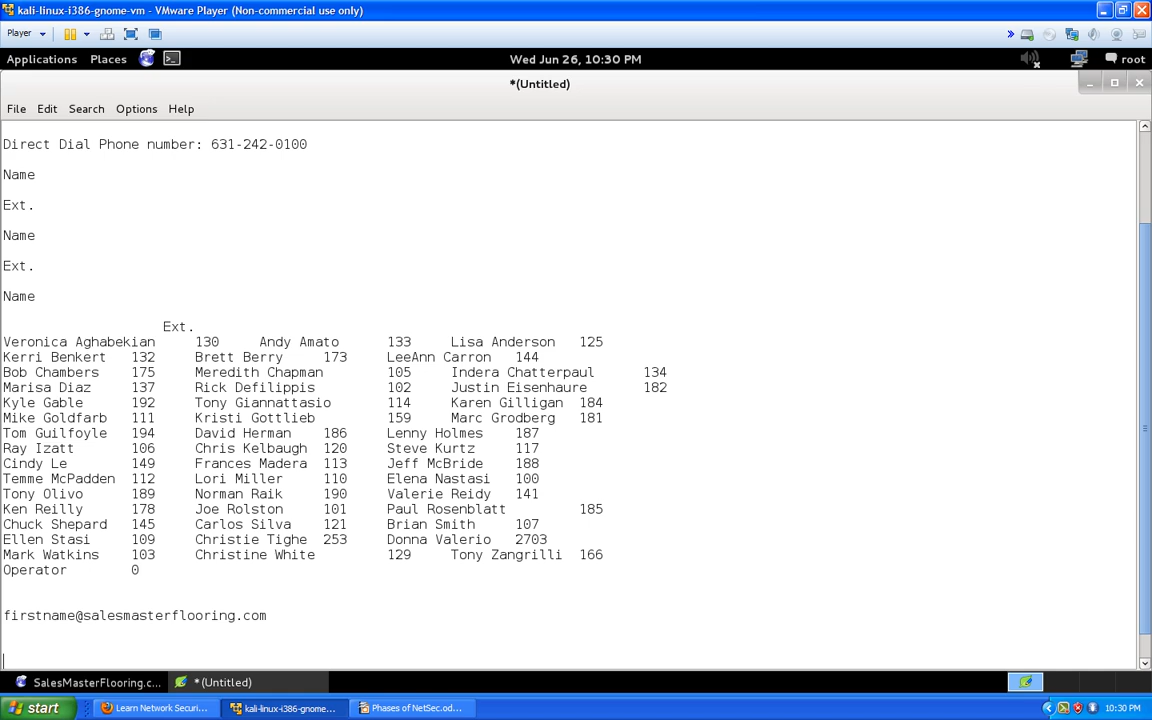 kali-linux-i386-gnome-vm - VMware Player (Non-commercial use only)
Player
Applications Places Wed Jun 26, 10:30 PM root
*(Untitled)
File Edit Search Options Help
Direct Dial Phone number: 631-242-0100
Name
Ext.
Name
Ext.
Name
Ext.
Veronica Aghabekian 130 Andy Amato 133 Lisa Anderson 125
Kerri Benkert 132 Brett Berry 173 LeeAnn Carron 144
Bob Chambers 175 Meredith Chapman 105 Indera Chatterpaul 134
Marisa Diaz 137 Rick Defilippis 102 Justin Eisenhaure 182
Kyle Gable 192 Tony Giannattasio 114 Karen Gilligan 184
Mike Goldfarb 111 Kristi Gottlieb 159 Marc Grodberg 181
Tom Guilfoyle 194 David Herman 186 Lenny Holmes 187
Ray Izatt 106 Chris Kelbaugh 120 Steve Kurtz 117
Cindy Le 149 Frances Madera 113 Jeff McBride 188
Temme McPadden 112 Lori Miller 110 Elena Nastasi 100
Tony Olivo 189 Norman Raik 190 Valerie Reidy 141
Ken Reilly 178 Joe Rolston 101 Paul Rosenblatt 185
Chuck Shepard 145 Carlos Silva 121 Brian Smith 107
Ellen Stasi 109 Christie Tighe 253 Donna Valerio 2703
Mark Watkins 103 Christine White 129 Tony Zangrilli 166
Operator 0
firstname@salesmasterflooring.com
SalesMasterFlooring.c... *(Untitled)
start Learn Network Securi... kali-linux-i386-gnome... Phases of NetSec.od... 10:30 PM